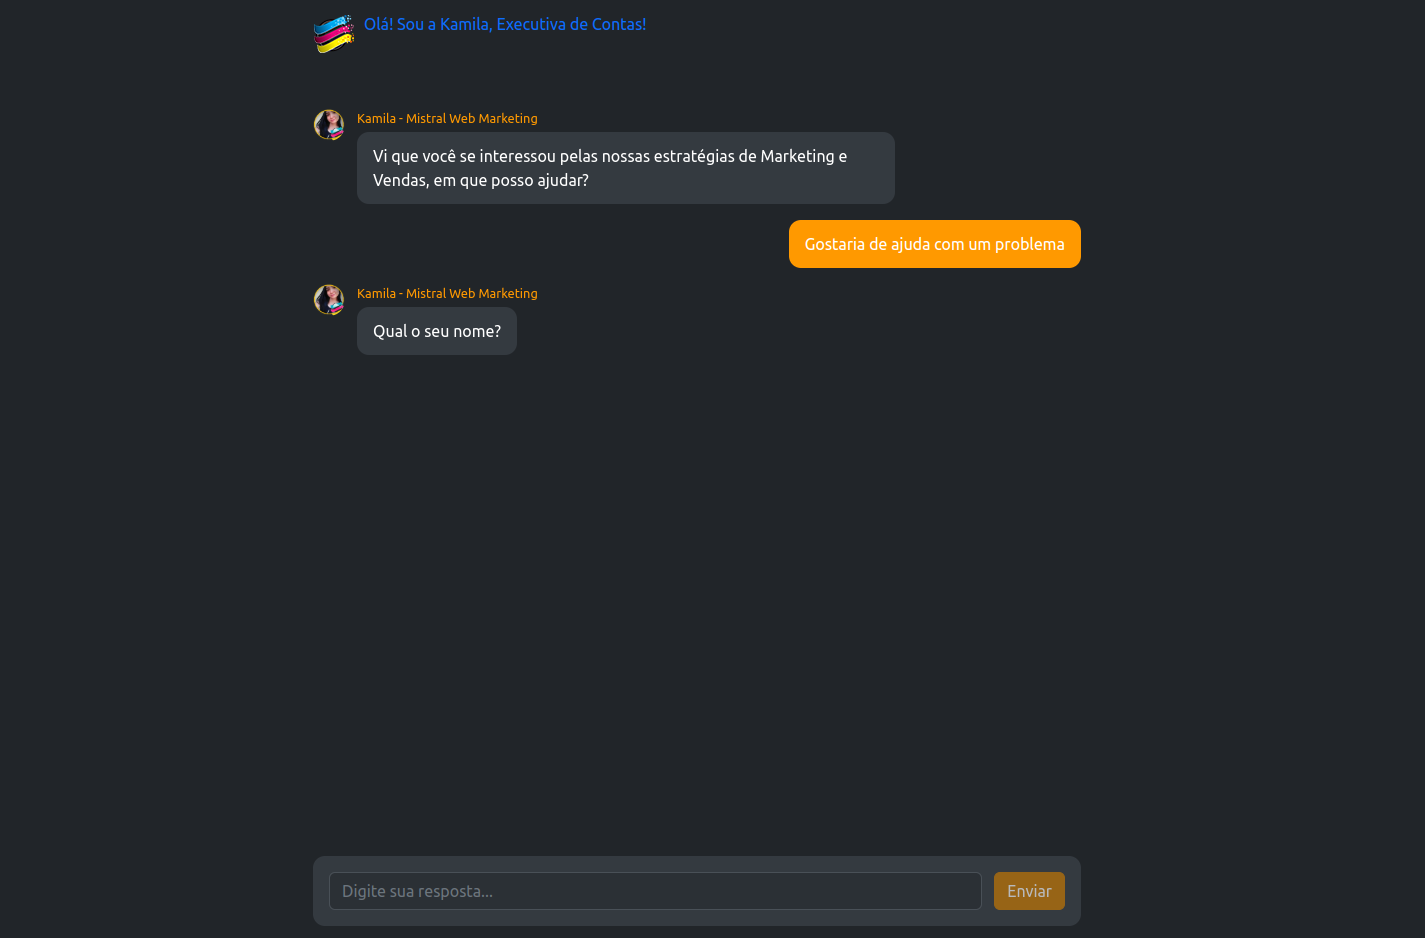 Olá! Sou a Kamila, Executiva de Contas!
Kamila - Mistral Web Marketing
Vi que você se interessou pelas nossas estratégias de Marketing e
Vendas, em que posso ajudar?
Gostaria de ajuda com um problema
Kamila - Mistral Web Marketing
Qual o seu nome?
Digite sua resposta...
Enviar